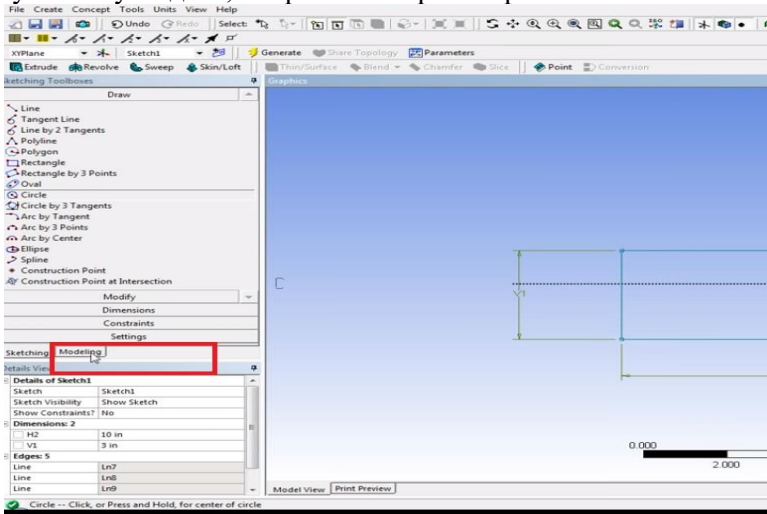 File Create Concept Tools Units View Help
Undo Redo Select:
XYPlane Sketch1 Generate Share Topology Parameters
Extrude Revolve Sweep Skin/Loft Thin/Surface Blend Chamfer Slice Point Conversion
Sketching Toolboxes Graphics
Draw
Line
Tangent Line
Line by 2 Tangents
Polyline
Polygon
Rectangle
Rectangle by 3 Points
Oval
Circle
Circle by 3 Tangents
Arc by Tangent
Arc by 3 Points
Arc by Center
Ellipse
Spline
Construction Point
Construction Point at Intersection
Modify
Dimensions
Constraints
Settings
Sketching Modeling
Details View
Details of Sketch1
Sketch Sketch1
Sketch Visibility Show Sketch
Show Constraints? No
Dimensions: 2
H2 10 in
V1 3 in
Edges: 5
Line Ln7
Line Ln8
Line Ln9
V1
0.000
2.000
Model View Print Preview
Circle -- Click, or Press and Hold, for center of circle